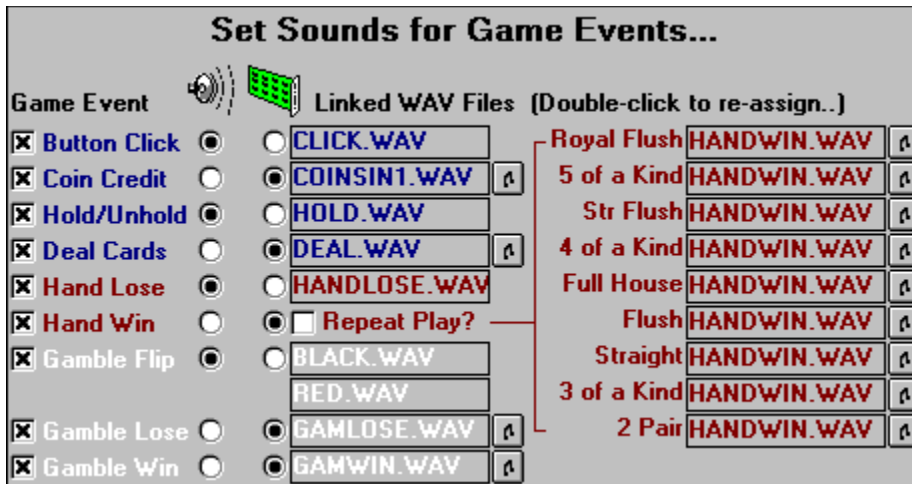 Set Sounds for Game Events...
Game Event Linked WAV Files (Double-click to re-assign..)
Button Click CLICK.WAV Royal Flush HANDWIN.WAV
Coin Credit COINSIN1.WAV 5 of a Kind HANDWIN.WAV
Hold/Unhold HOLD.WAV Str Flush HANDWIN.WAV
Deal Cards DEAL.WAV 4 of a Kind HANDWIN.WAV
Hand Lose HANDLOSE.WAV Full House HANDWIN.WAV
Hand Win Repeat Play? Flush HANDWIN.WAV
Gamble Flip BLACK.WAV Straight HANDWIN.WAV
RED.WAV 3 of a Kind HANDWIN.WAV
Gamble Lose GAMLOSE.WAV 2 Pair HANDWIN.WAV
Gamble Win GAMWIN.WAV